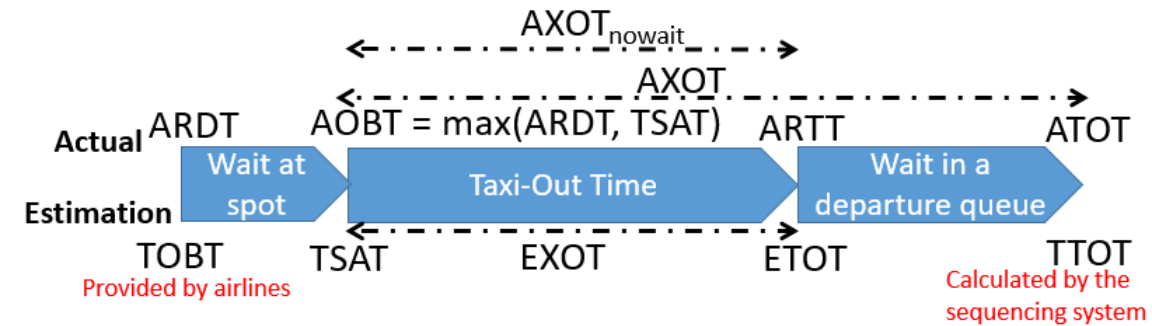 AXOTnowait
AXOT
Actual ARDT AOBT = max(ARDT, TSAT) ARTT ATOT
Wait at
spot
Taxi-Out Time
Wait in a
departure queue
Estimation
TOBT TSAT EXOT ETOT TTOT
Provided by airlines
Calculated by the
sequencing system